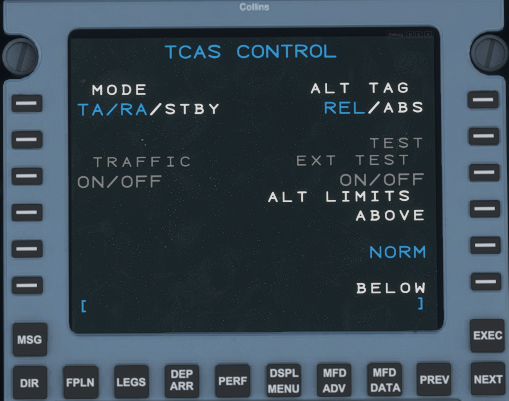 Collins
TCAS CONTROL
MODE ALT TAG
TA/RA/STBY REL/ABS
TEST
TRAFFIC EXT TEST
ON/OFF ON/OFF
ALT LIMITS
ABOVE
NORM
BELOW
[ ]
MSG EXEC
DIR FPLN LEGS DEP ARR PERF DSPL MENU MFD ADV MFD DATA PREV NEXT